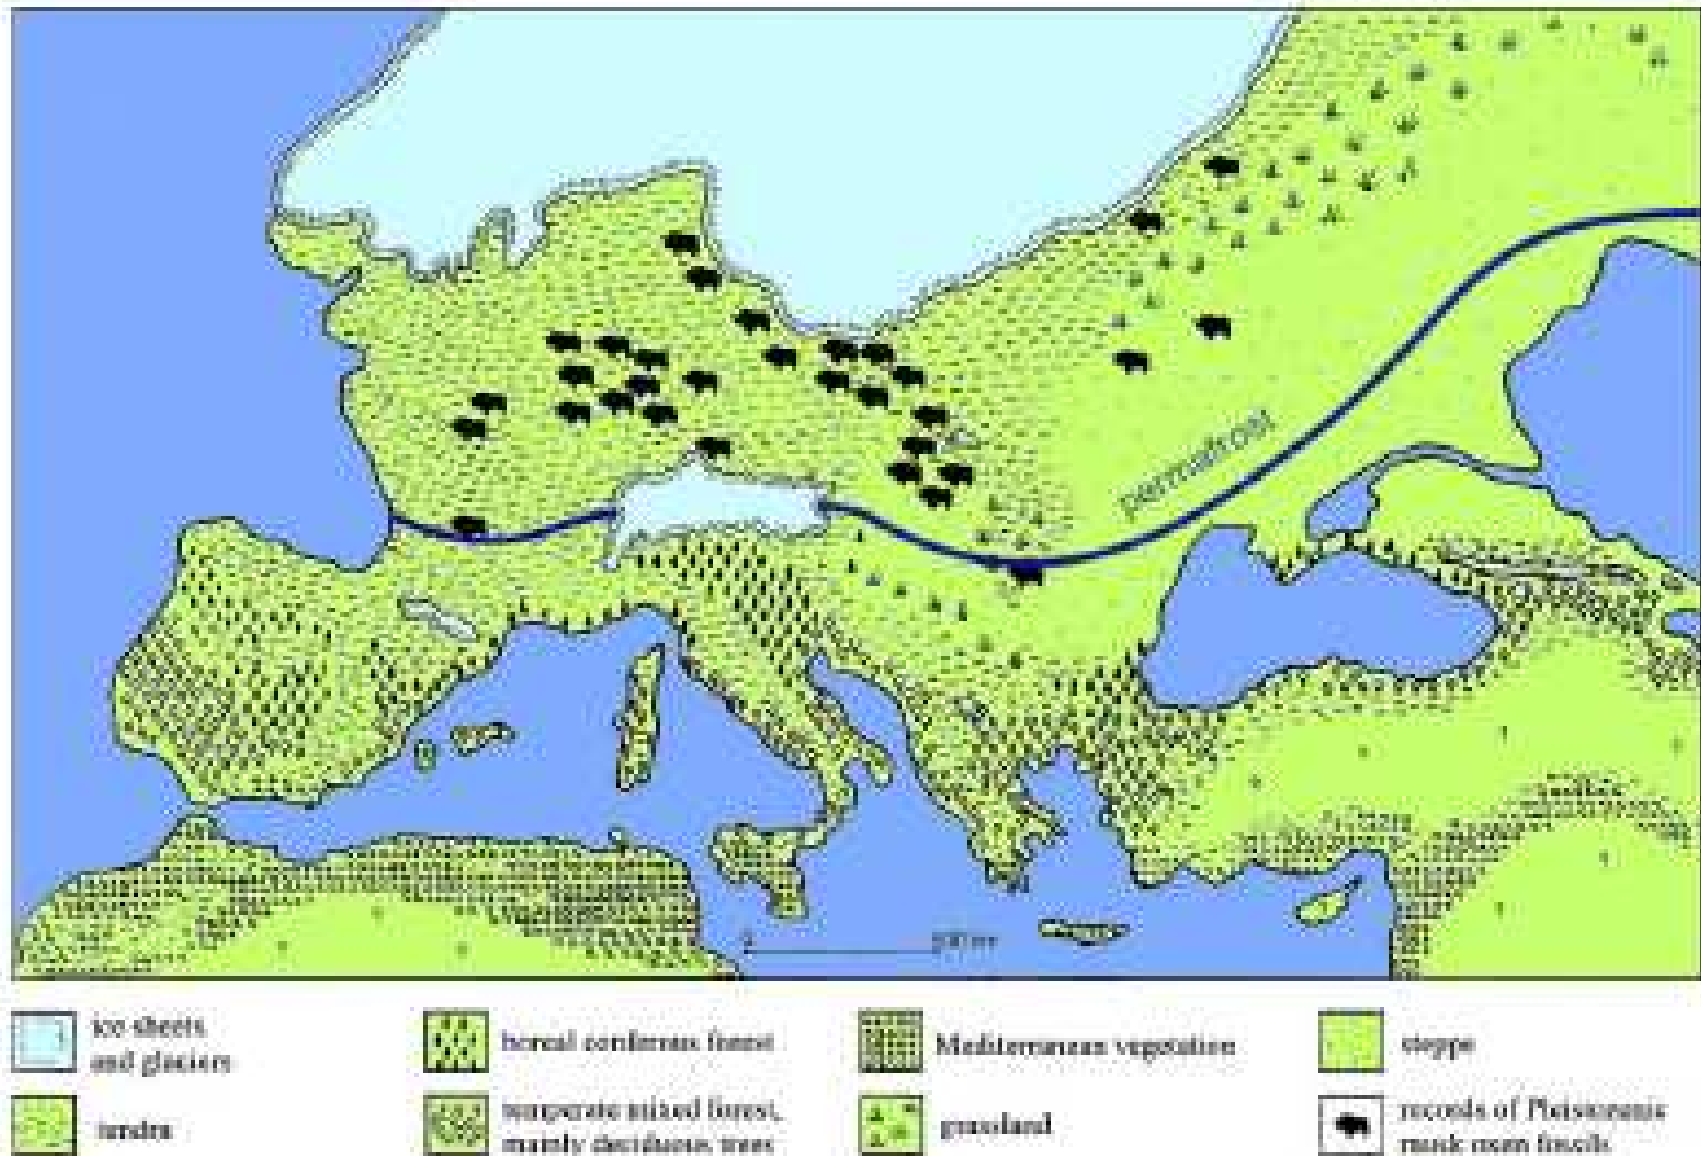 permafrost
0
ice sheets
and glaciers
boreal coniferous forest
Mediterranean vegetation
steppe
tundra
temperate mixed forest,
mainly deciduous trees
grassland
records of Pleistocene
musk oxen fossils